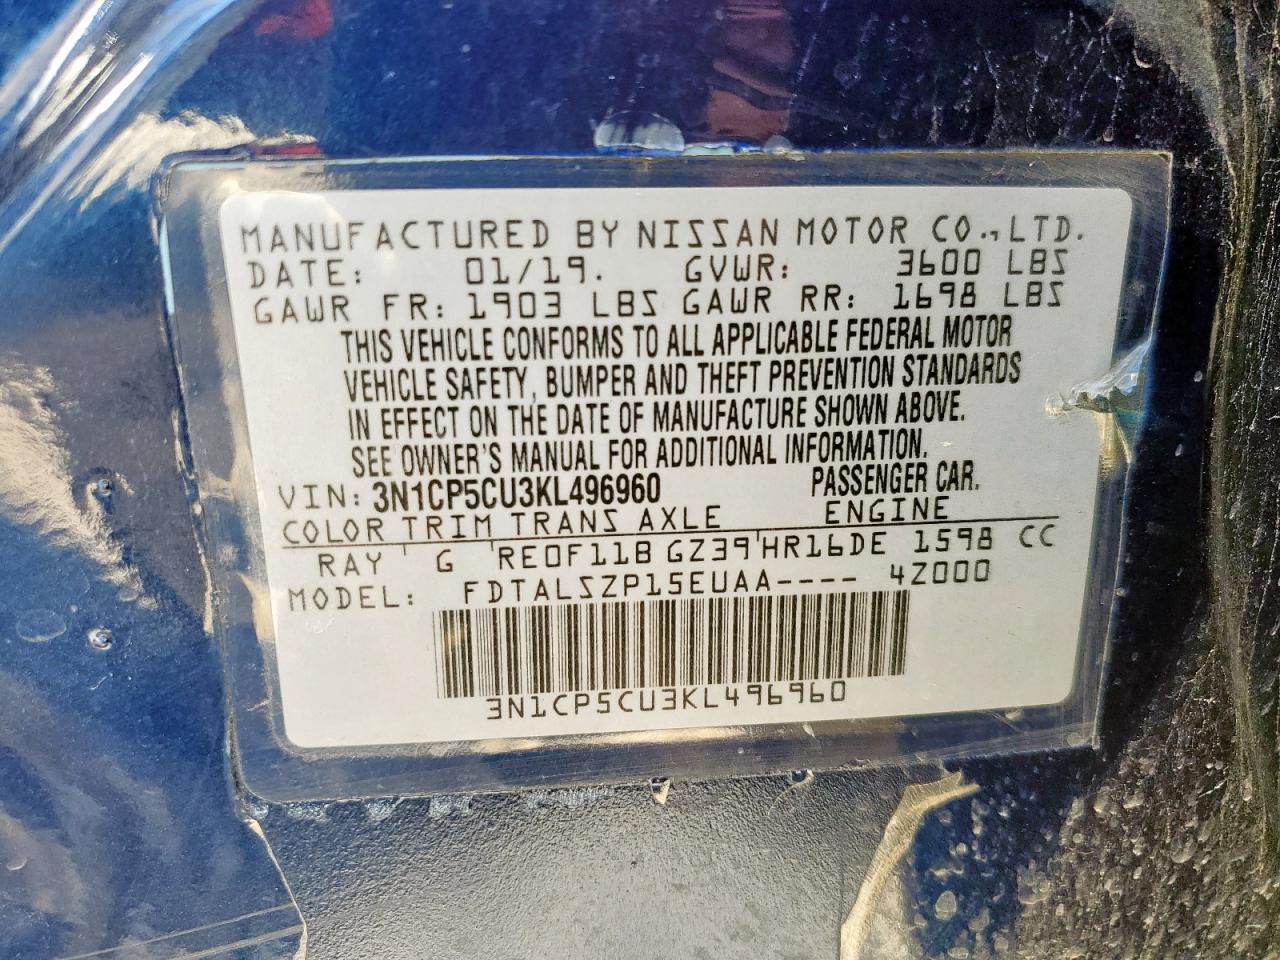 MANUFACTURED BY NISSAN MOTOR CO., LTD.
DATE: 01/19. GVWR: 3600 LBS
GAWR FR: 1903 LBS GAWR RR: 1698 LBS
THIS VEHICLE CONFORMS TO ALL APPLICABLE FEDERAL MOTOR
VEHICLE SAFETY, BUMPER AND THEFT PREVENTION STANDARDS
IN EFFECT ON THE DATE OF MANUFACTURE SHOWN ABOVE.
SEE OWNER'S MANUAL FOR ADDITIONAL INFORMATION.
VIN: 3N1CP5CU3KL496960 PASSENGER CAR.
COLOR TRIM TRANS AXLE ENGINE
RAY G RE0F11B GZ39 HR16DE 1598 CC
MODEL: FDTALSZP15EUAA---- 4Z000
3N1CP5CU3KL496960